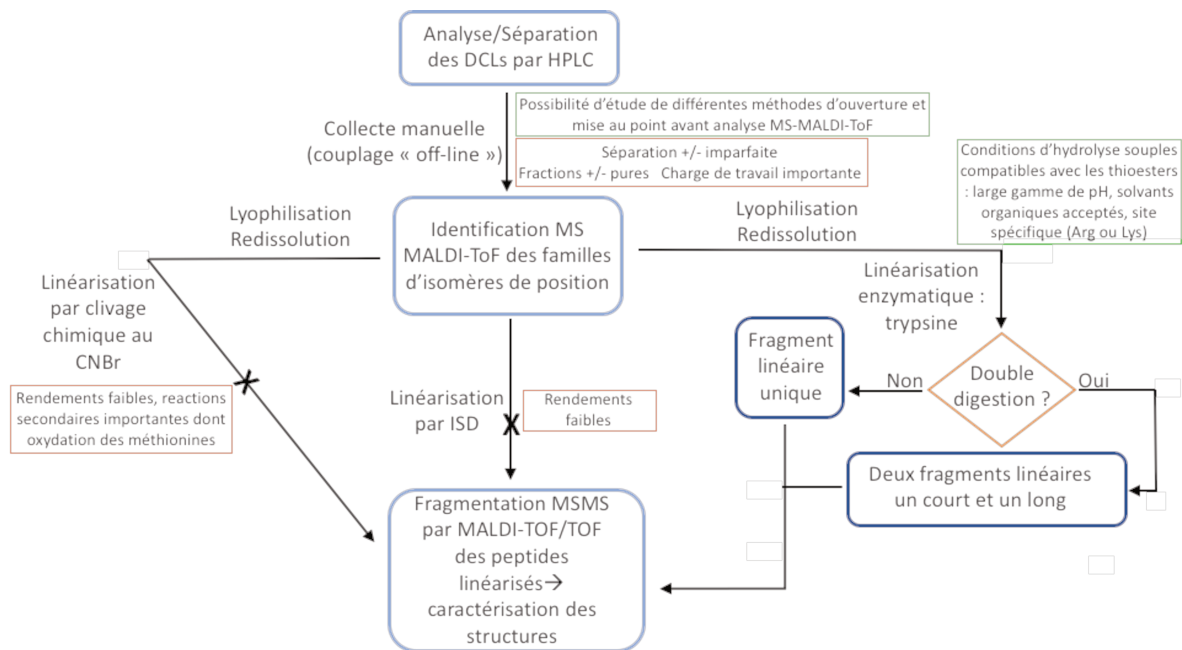 Analyse/Séparation
des DCLs par HPLC
Collecte manuelle
(couplage « off-line »)
Possibilité d'étude de différentes méthodes d'ouverture et
mise au point avant analyse MS-MALDI-ToF
Séparation +/- imparfaite
Fractions +/- pures   Charge de travail importante
Conditions d'hydrolyse souples
compatibles avec les thioesters
: large gamme de pH, solvants
organiques acceptés, site
spécifique (Arg ou Lys)
Lyophilisation
Redissolution
Identification MS
MALDI-ToF des familles
d'isomères de position
Lyophilisation
Redissolution
Linéarisation
par clivage
chimique au
CNBr
Rendements faibles, reactions
secondaires importantes dont
oxydation des méthionines
Linéarisation
par ISD
Rendements
faibles
Linéarisation
enzymatique :
trypsine
Fragment
linéaire
unique
Non
Double
digestion ?
Oui
Deux fragments linéaires
un court et un long
Fragmentation MSMS
par MALDI-TOF/TOF
des peptides
linéarisés→
caractérisation des
structures